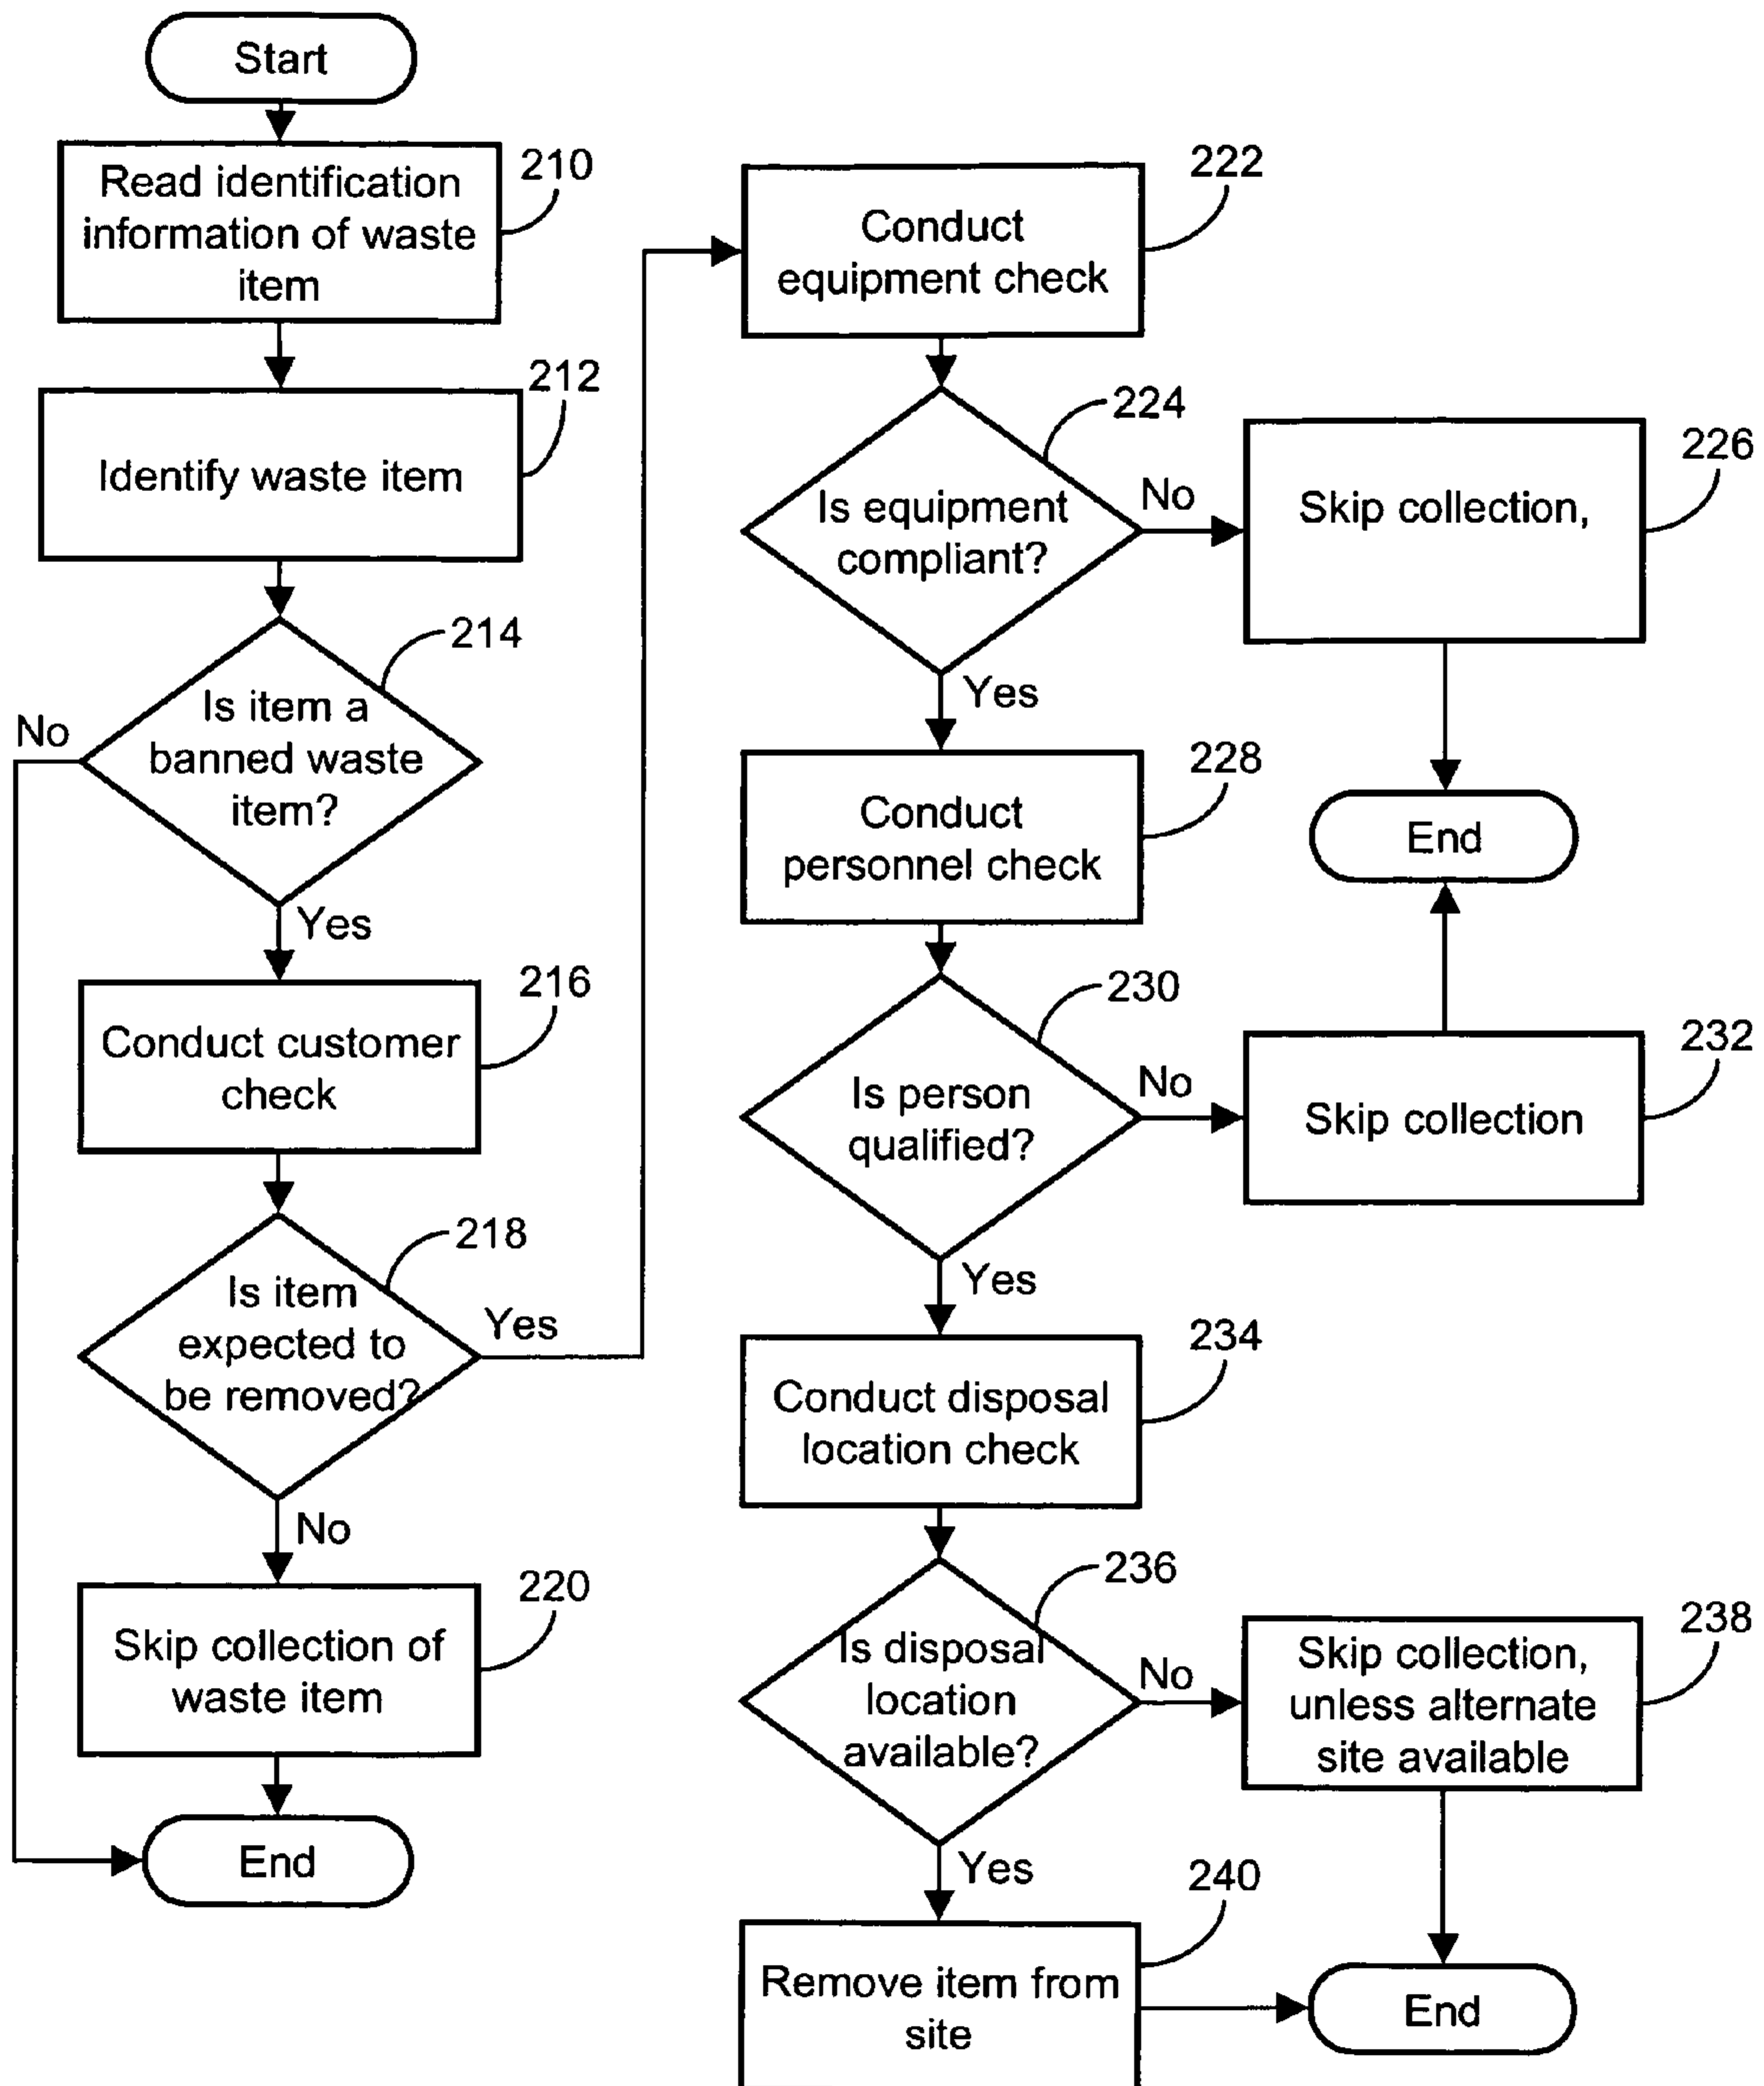 Start
Read identification
information of waste
item
210
Identify waste item
212
Is item a
banned waste
item?
214
No
Yes
Conduct customer
check
216
Is item
expected to
be removed?
218
Yes
No
Skip collection of
waste item
220
End
Conduct
equipment check
222
Is equipment
compliant?
224
No
Skip collection,
226
Yes
End
Conduct
personnel check
228
Is person
qualified?
230
No
Skip collection
232
Yes
Conduct disposal
location check
234
Is disposal
location
available?
236
No
Skip collection,
unless alternate
site available
238
Yes
Remove item from
site
240
End